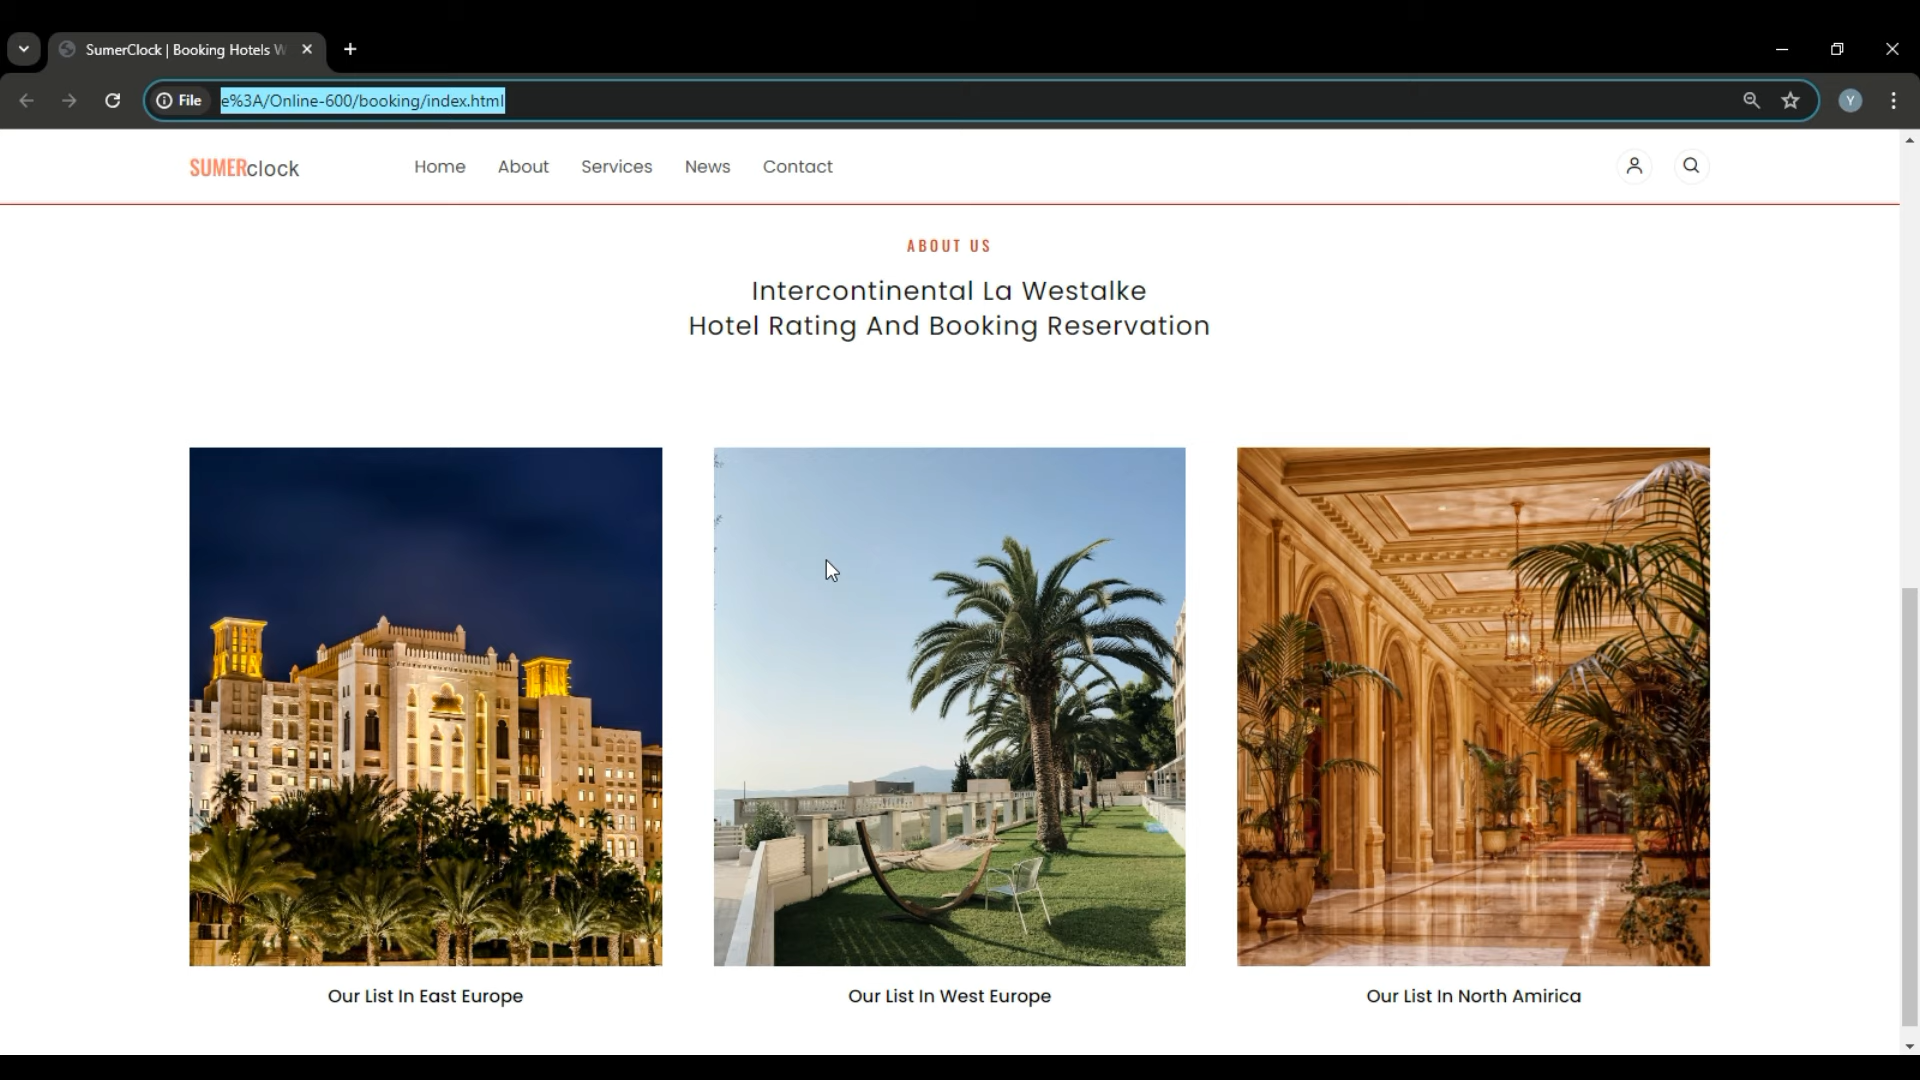 SumerClock | Booking Hotels W
File
e%3A/Online-600/booking/index.html
Y
SUMERclock
Home
About
Services
News
Contact
ABOUT US
Intercontinental La Westalke
Hotel Rating And Booking Reservation
Our List In East Europe
Our List In West Europe
Our List In North Amirica